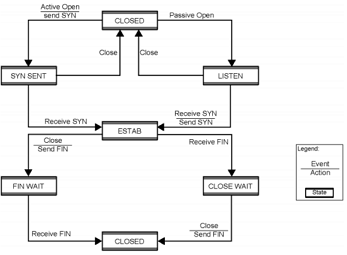 Active Open
send SYN
CLOSED
Passive Open
Close
Close
SYN SENT
LISTEN
Receive SYN
Receive SYN
Send SYN
ESTAB
Close
Send FIN
Receive FIN
Legend:
Event
Action
State
FIN WAIT
CLOSE WAIT
Receive FIN
Close
Send FIN
CLOSED